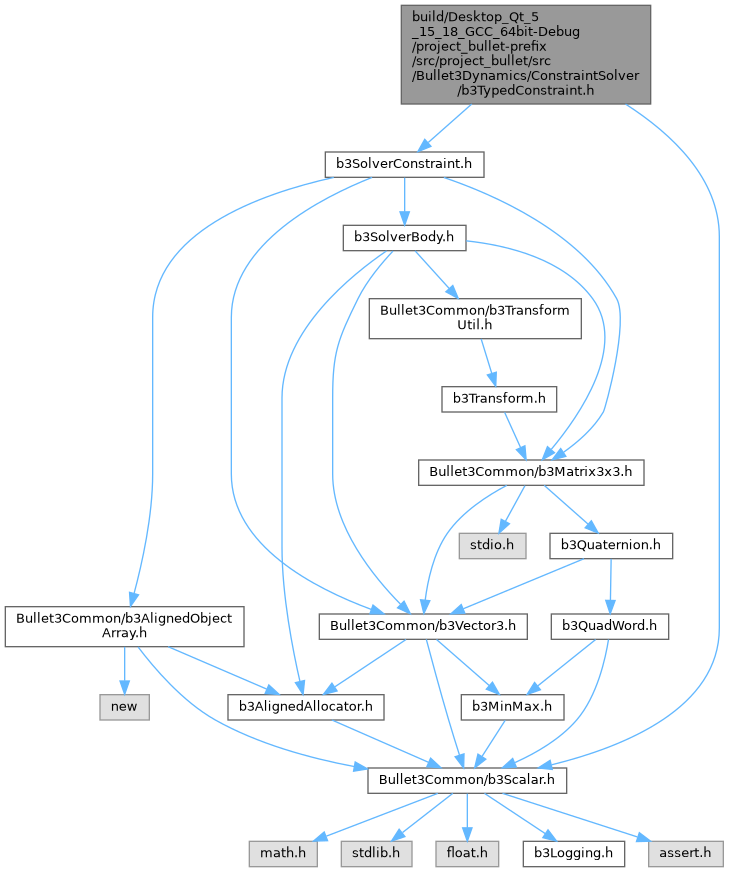 build/Desktop_Qt_5
_15_18_GCC_64bit-Debug
/project_bullet-prefix
/src/project_bullet/src
/Bullet3Dynamics/ConstraintSolver
/b3TypedConstraint.h
b3SolverConstraint.h
b3SolverBody.h
Bullet3Common/b3Transform
Util.h
b3Transform.h
Bullet3Common/b3Matrix3x3.h
stdio.h
b3Quaternion.h
Bullet3Common/b3AlignedObject
Array.h
Bullet3Common/b3Vector3.h
b3QuadWord.h
new
b3AlignedAllocator.h
b3MinMax.h
Bullet3Common/b3Scalar.h
math.h
stdlib.h
float.h
b3Logging.h
assert.h